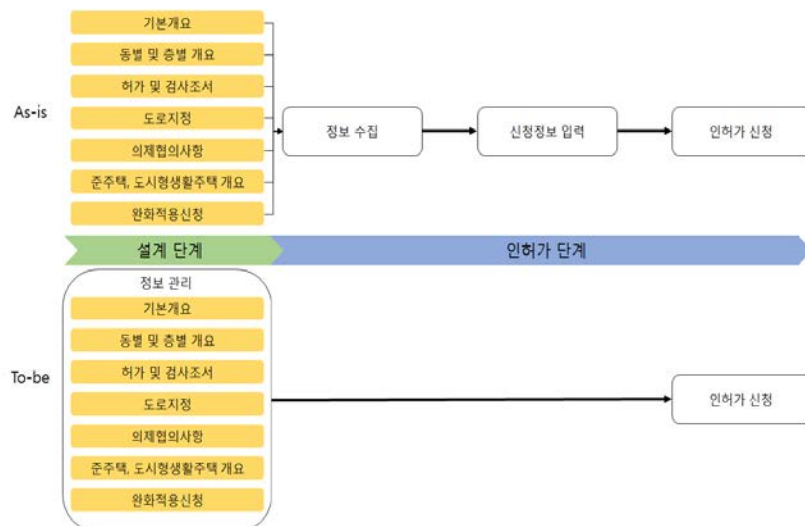 기본개요
동별 및 층별 개요
허가 및 검사조서
As-is
도로지정
정보 수집
신청정보 입력
인허가 신청
의제협의사항
준주택, 도시형생활주택 개요
완화적용신청
설계 단계
인허가 단계
정보 관리
기본개요
동별 및 층별 개요
허가 및 검사조서
To-be
도로지정
인허가 신청
의제협의사항
준주택, 도시형생활주택 개요
완화적용신청